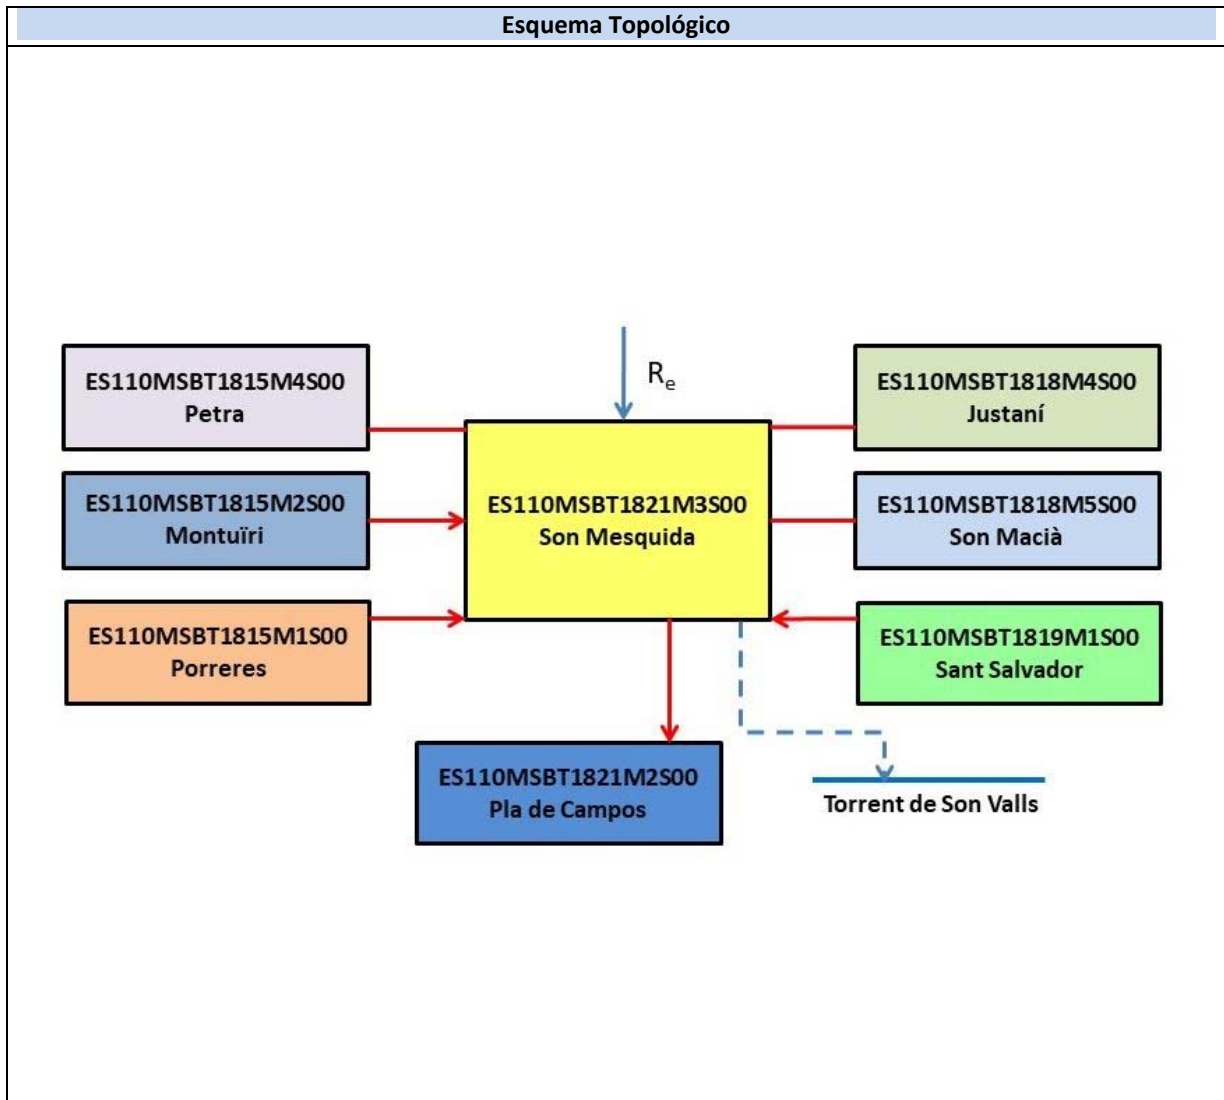 Esquema Topológico
R_e
ES110MSBT1815M4S00
Petra
ES110MSBT1818M4S00
Justaní
ES110MSBT1815M2S00
Montuïri
ES110MSBT1821M3S00
Son Mesquida
ES110MSBT1818M5S00
Son Macià
ES110MSBT1815M1S00
Porreres
ES110MSBT1819M1S00
Sant Salvador
ES110MSBT1821M2S00
Pla de Campos
Torrent de Son Valls